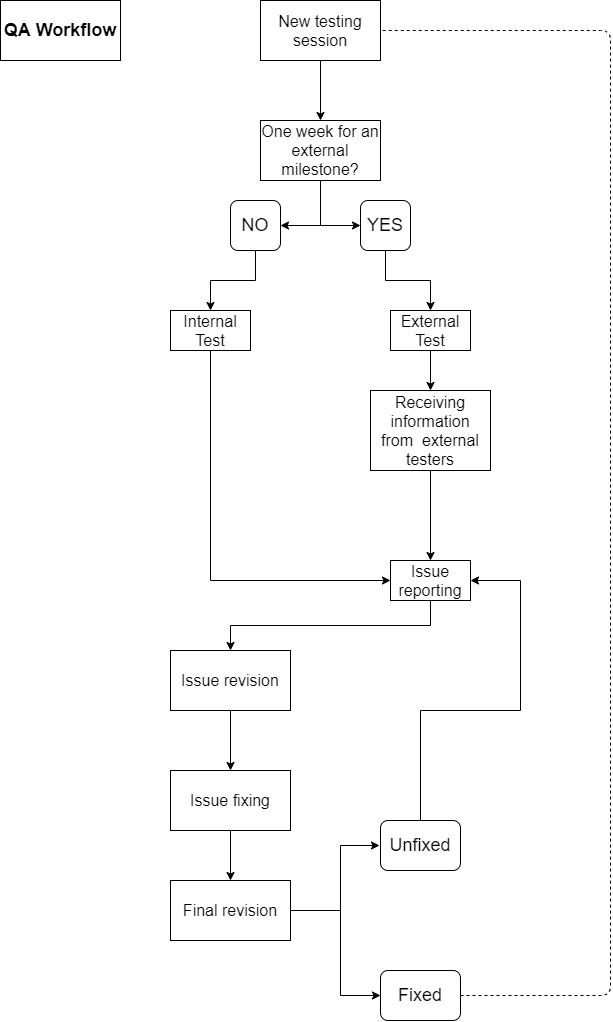 QA Workflow
New testing
session
One week for an
external
milestone?
NO
YES
Internal
Test
External
Test
Receiving
information
from external
testers
Issue
reporting
Issue revision
Issue fixing
Unfixed
Final revision
Fixed